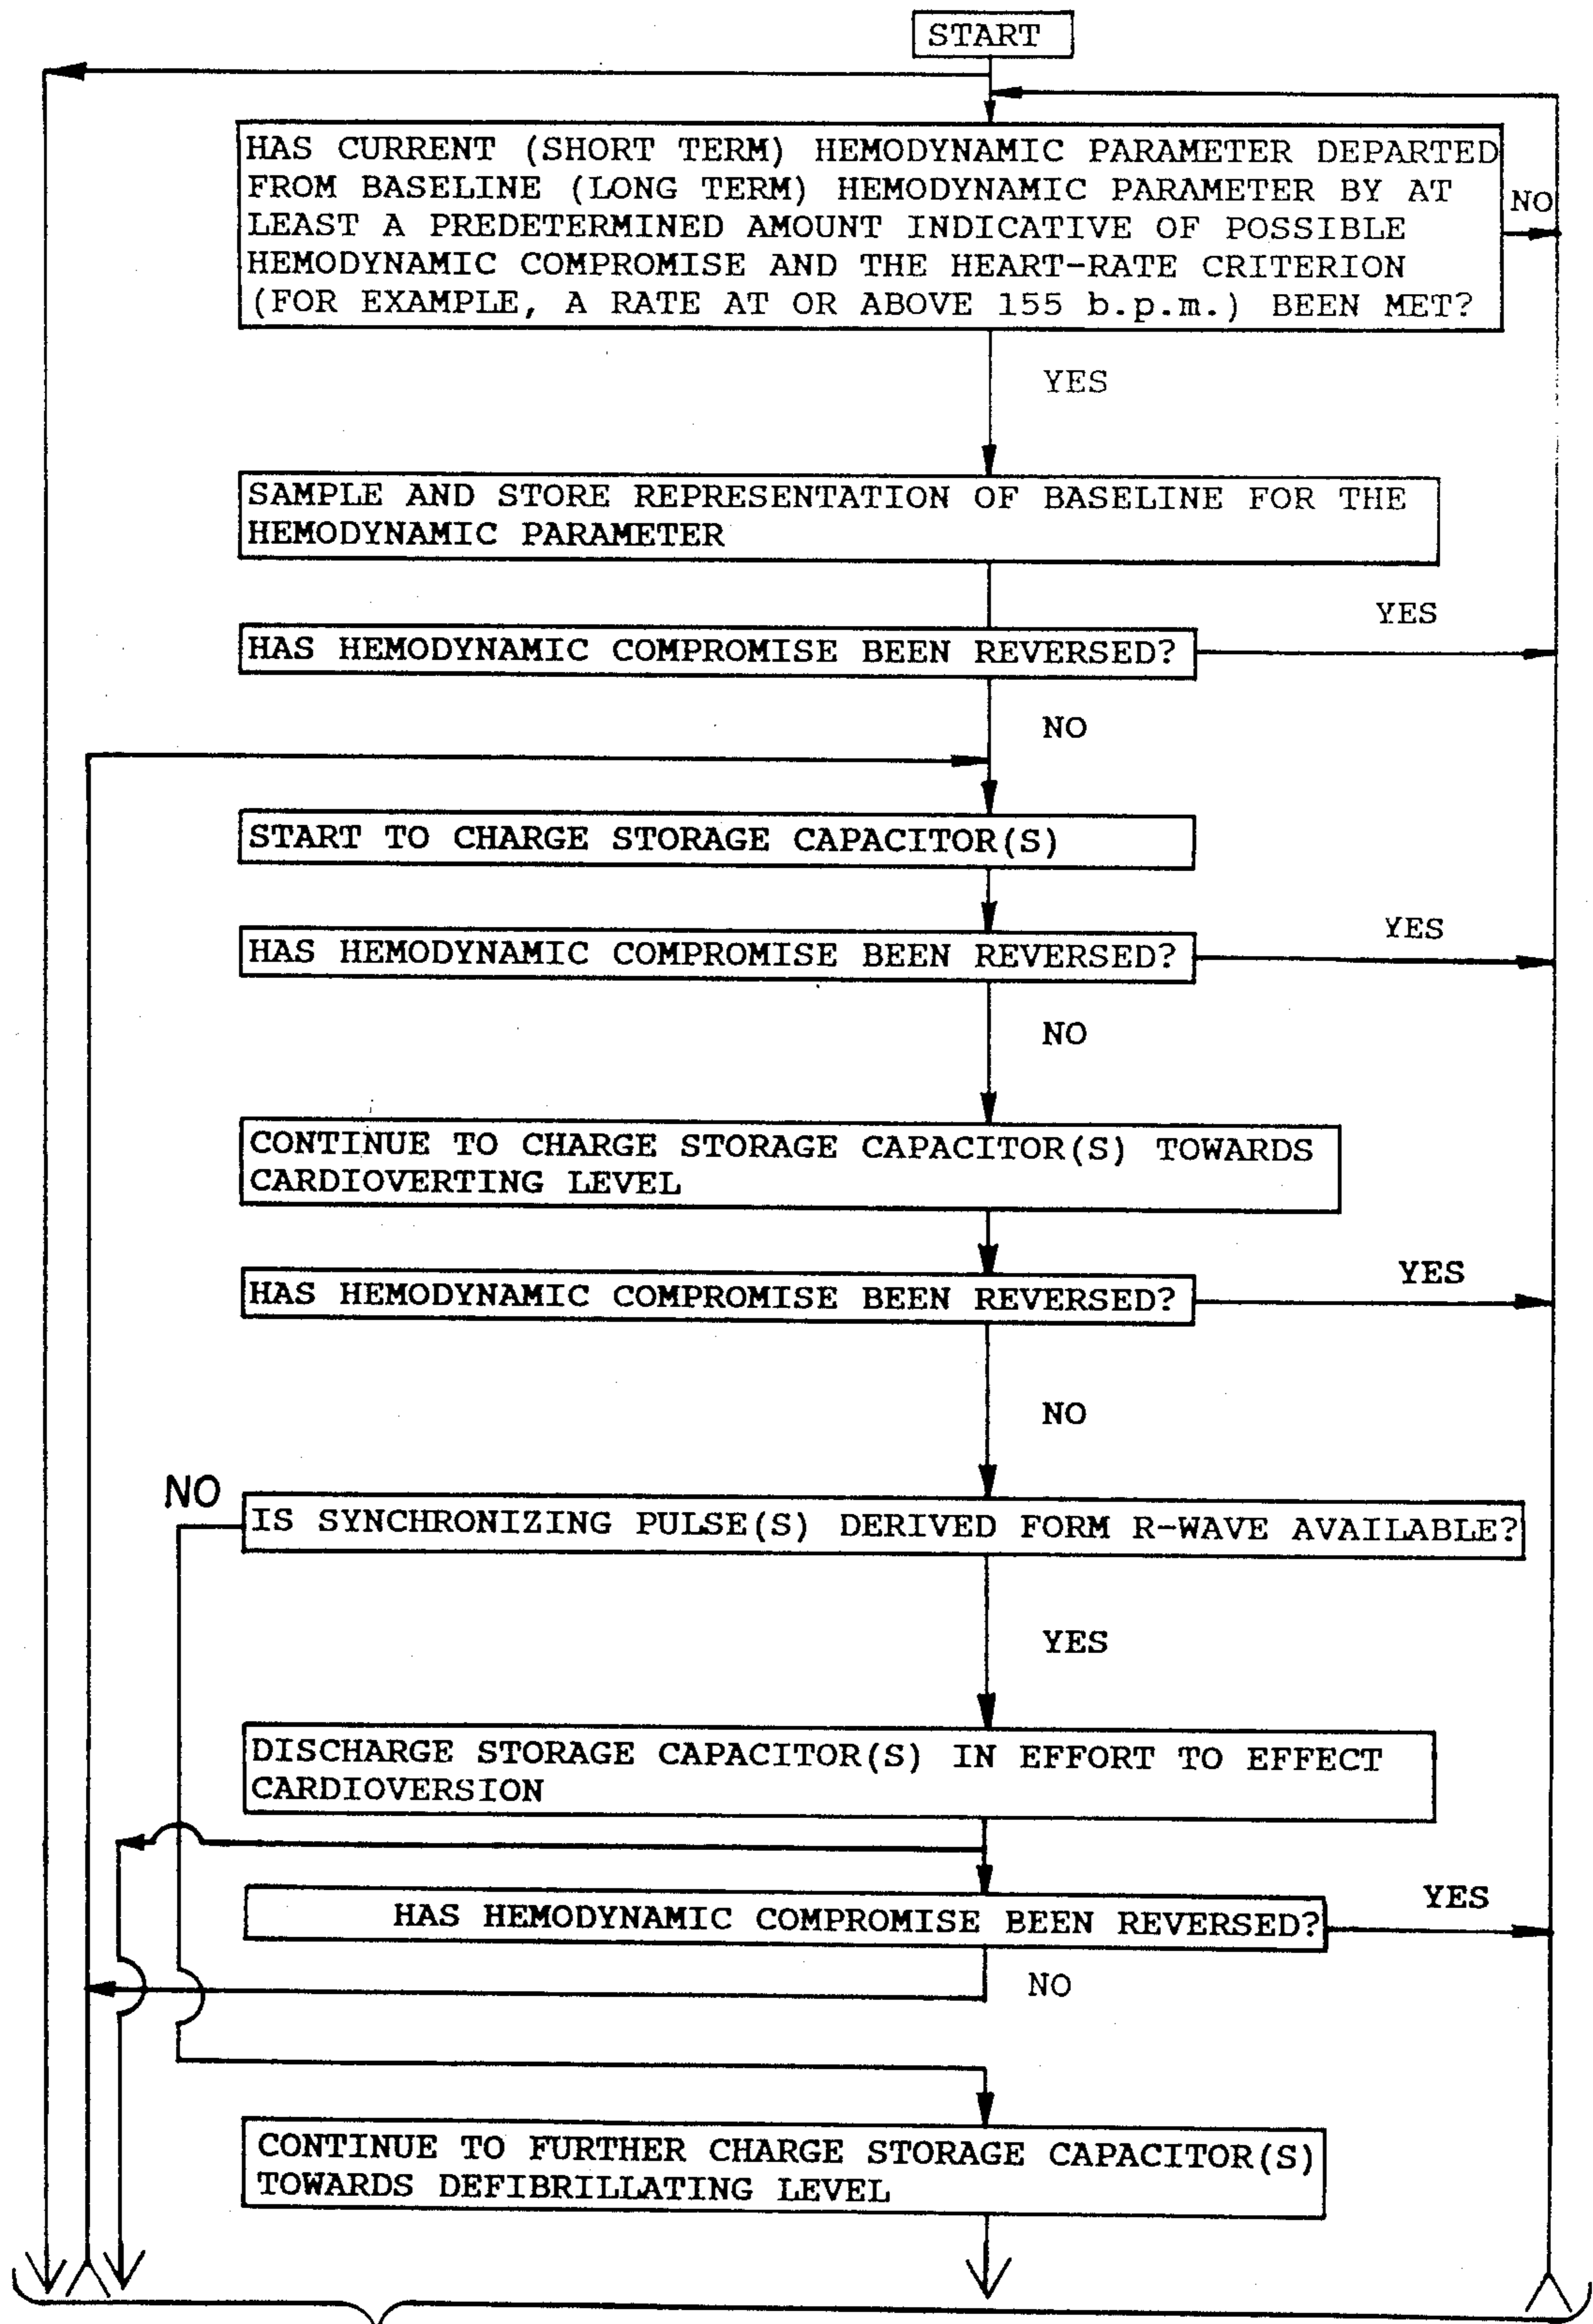 START
HAS CURRENT (SHORT TERM) HEMODYNAMIC PARAMETER DEPARTED
FROM BASELINE (LONG TERM) HEMODYNAMIC PARAMETER BY AT
LEAST A PREDETERMINED AMOUNT INDICATIVE OF POSSIBLE
HEMODYNAMIC COMPROMISE AND THE HEART-RATE CRITERION
(FOR EXAMPLE, A RATE AT OR ABOVE 155 b.p.m.) BEEN MET?
NO
YES
SAMPLE AND STORE REPRESENTATION OF BASELINE FOR THE
HEMODYNAMIC PARAMETER
YES
HAS HEMODYNAMIC COMPROMISE BEEN REVERSED?
NO
START TO CHARGE STORAGE CAPACITOR(S)
YES
HAS HEMODYNAMIC COMPROMISE BEEN REVERSED?
NO
CONTINUE TO CHARGE STORAGE CAPACITOR(S) TOWARDS
CARDIOVERTING LEVEL
YES
HAS HEMODYNAMIC COMPROMISE BEEN REVERSED?
NO
NO
IS SYNCHRONIZING PULSE(S) DERIVED FORM R-WAVE AVAILABLE?
YES
DISCHARGE STORAGE CAPACITOR(S) IN EFFORT TO EFFECT
CARDIOVERSION
YES
HAS HEMODYNAMIC COMPROMISE BEEN REVERSED?
NO
CONTINUE TO FURTHER CHARGE STORAGE CAPACITOR(S)
TOWARDS DEFIBRILLATING LEVEL